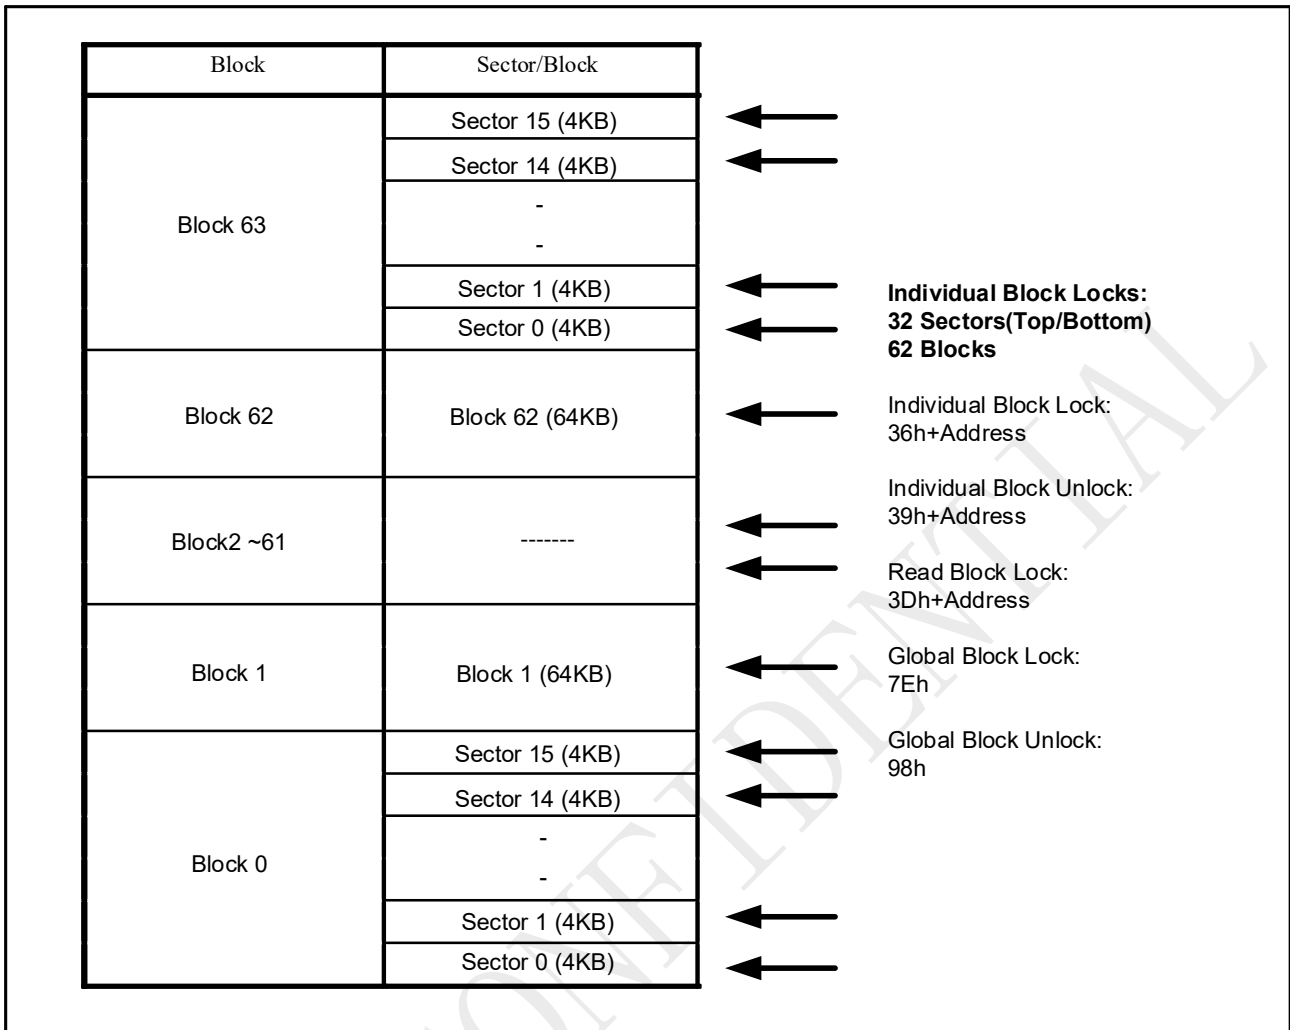 Block Sector/Block
Sector 15 (4KB)
Sector 14 (4KB)
-
Block 63
-
Sector 1 (4KB)
Sector 0 (4KB)
Block 62 Block 62 (64KB)
Block2 ~61 -------
Block 1 Block 1 (64KB)
Sector 15 (4KB)
Sector 14 (4KB)
-
Block 0
-
Sector 1 (4KB)
Sector 0 (4KB)
Individual Block Locks:
32 Sectors(Top/Bottom)
62 Blocks
Individual Block Lock:
36h+Address
Individual Block Unlock:
39h+Address
Read Block Lock:
3Dh+Address
Global Block Lock:
7Eh
Global Block Unlock:
98h
ONFIDENTIAL